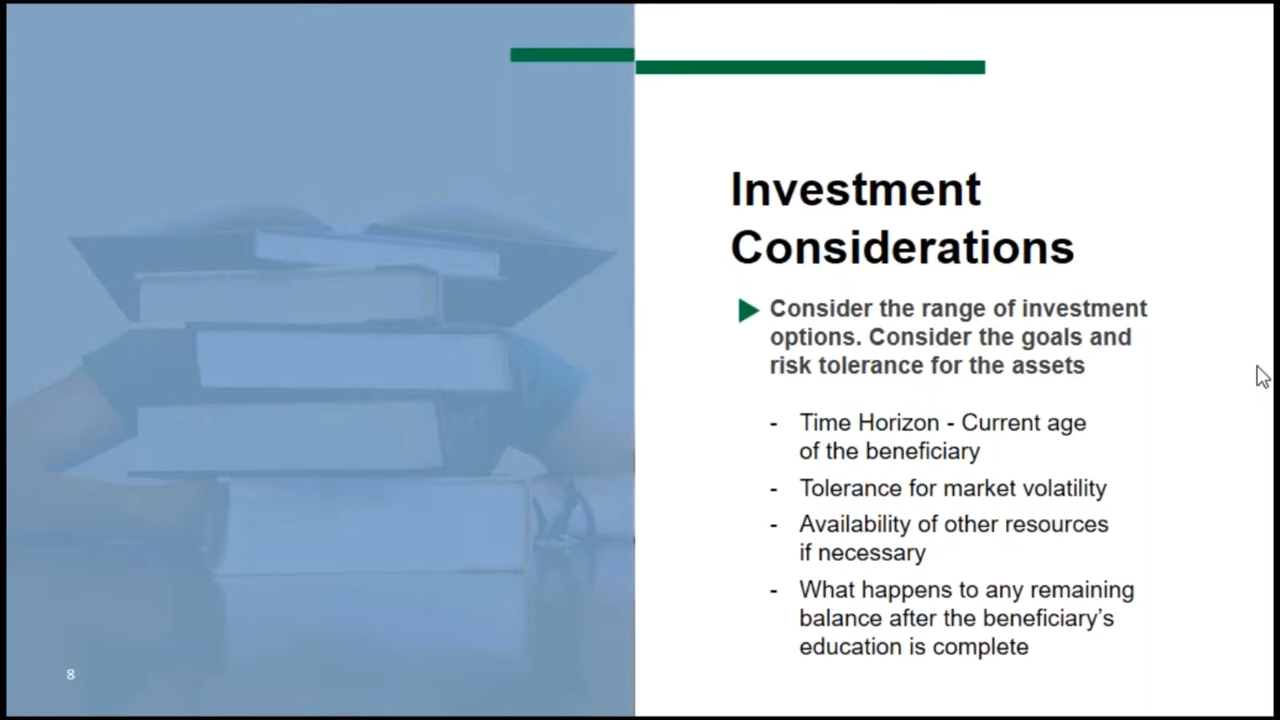 Investment
Considerations
Consider the range of investment
options. Consider the goals and
risk tolerance for the assets
- Time Horizon - Current age
of the beneficiary
- Tolerance for market volatility
- Availability of other resources
if necessary
- What happens to any remaining
balance after the beneficiary’s
education is complete
8